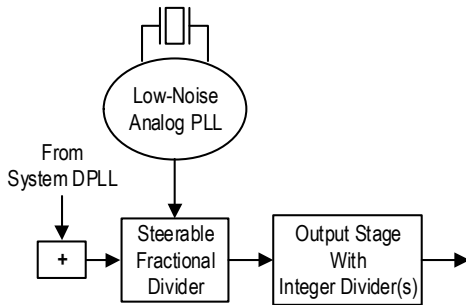 Low-Noise
Analog PLL
From
System DPLL
+
Steerable
Fractional
Divider
Output Stage
With
Integer Divider(s)